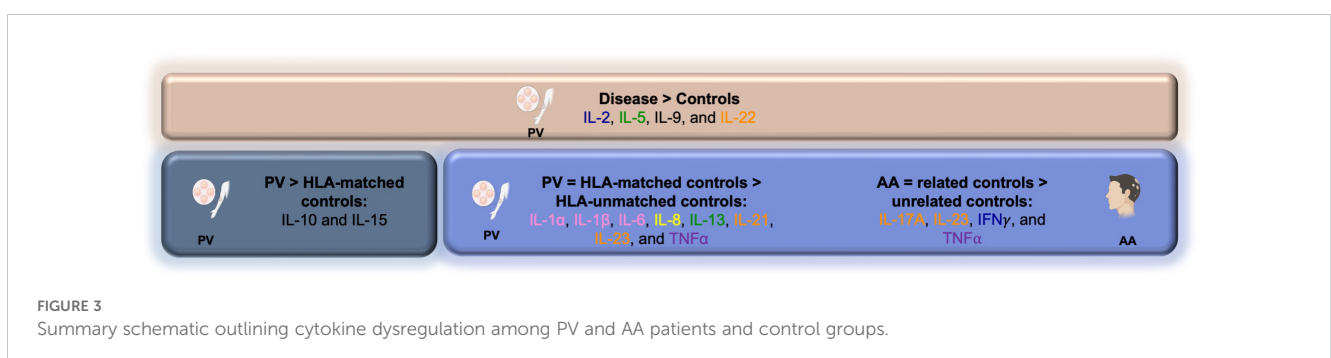 Disease > Controls
IL-2, IL-5, IL-9, and IL-22
PV
PV > HLA-matched
controls:
IL-10 and IL-15
PV
PV = HLA-matched controls >
HLA-unmatched controls:
IL-1α, IL-1β, IL-6, IL-8, IL-13, IL-21,
IL-23, and TNFα
PV
AA = related controls >
unrelated controls:
IL-17A, IL-23, IFNγ, and
TNFα
AA
FIGURE 3
Summary schematic outlining cytokine dysregulation among PV and AA patients and control groups.